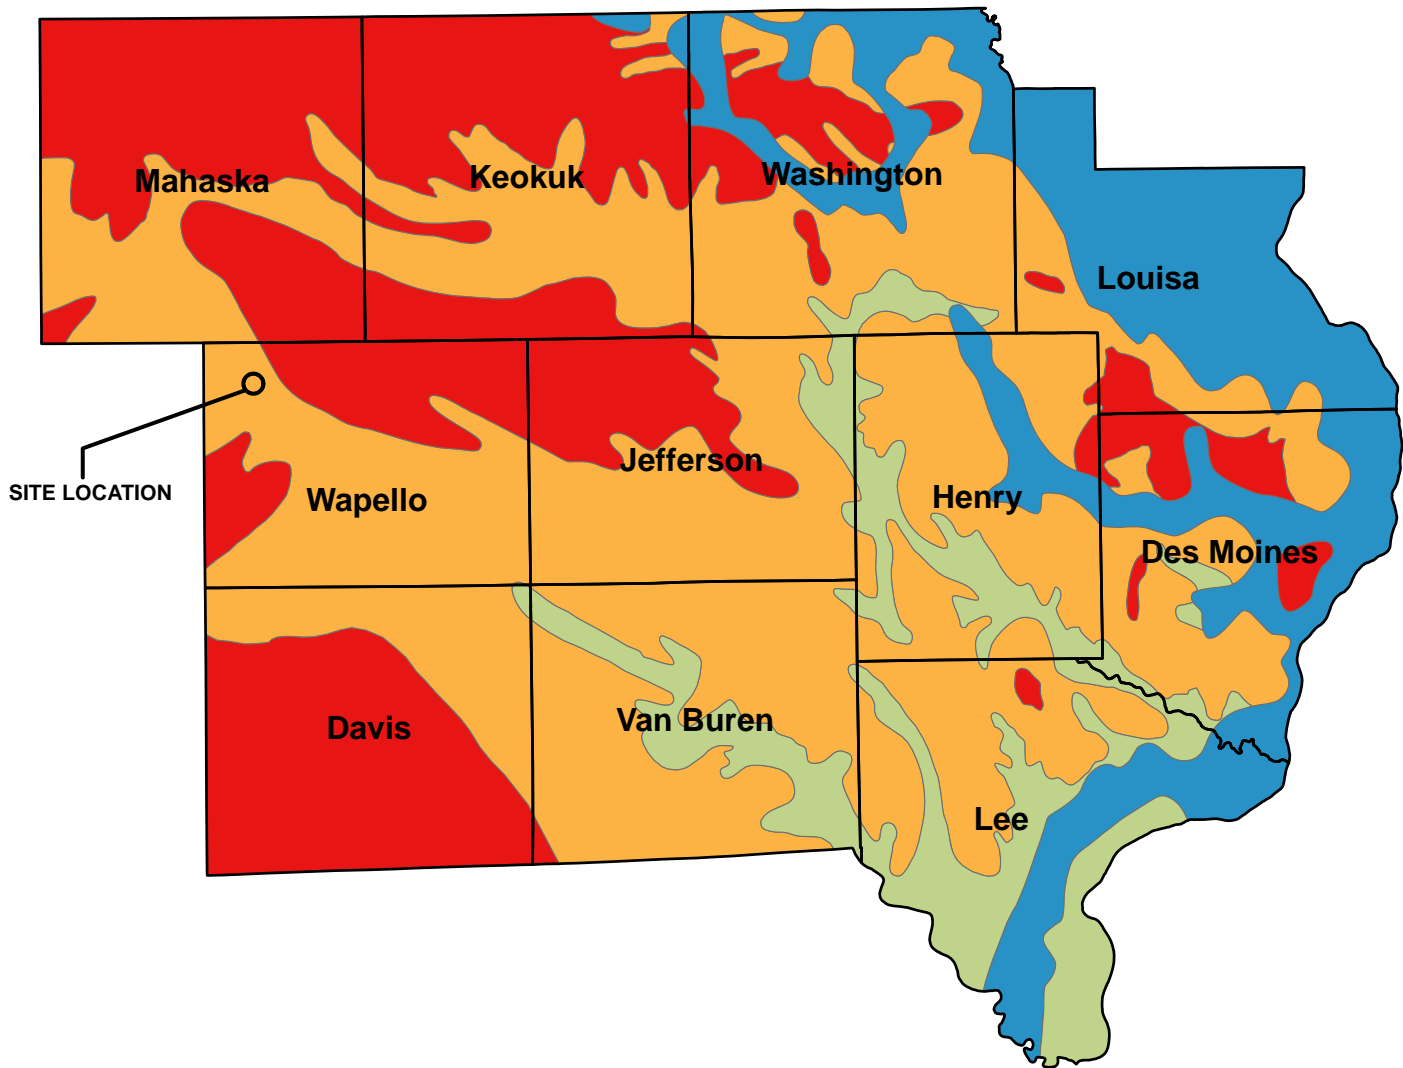 Mahaska
Keokuk
Washington
Louisa
Jefferson
SITE LOCATION
Wapello
Henry
Des Moines
Davis
Van Buren
Lee